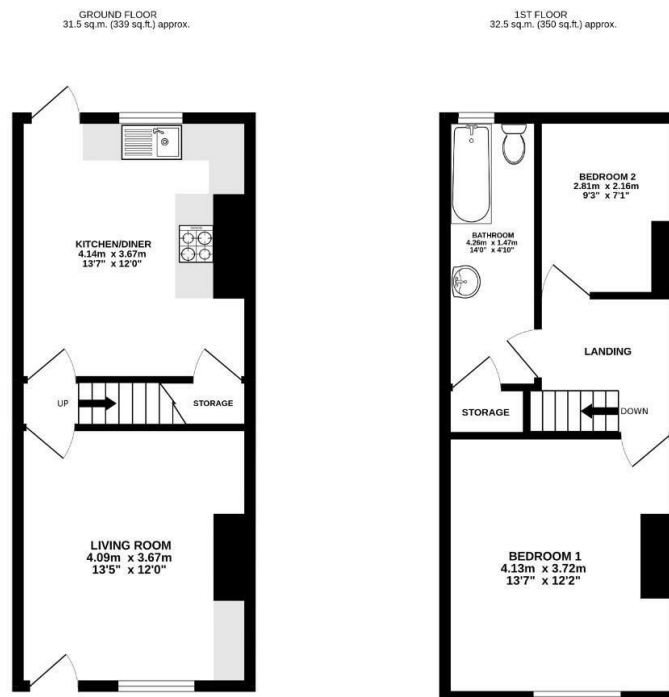 GROUND FLOOR
31.5 sq.m. (339 sq.ft.) approx.
1ST FLOOR
32.5 sq.m. (350 sq.ft.) approx.
KITCHEN/DINER
4.14m x 3.67m
13'7" x 12'0"
UP
STORAGE
LIVING ROOM
4.09m x 3.67m
13'5" x 12'0"
BEDROOM 2
2.81m x 2.16m
9'3" x 7'1"
BATHROOM
4.26m x 1.47m
14'0" x 4'10"
LANDING
STORAGE
DOWN
BEDROOM 1
4.13m x 3.72m
13'7" x 12'2"